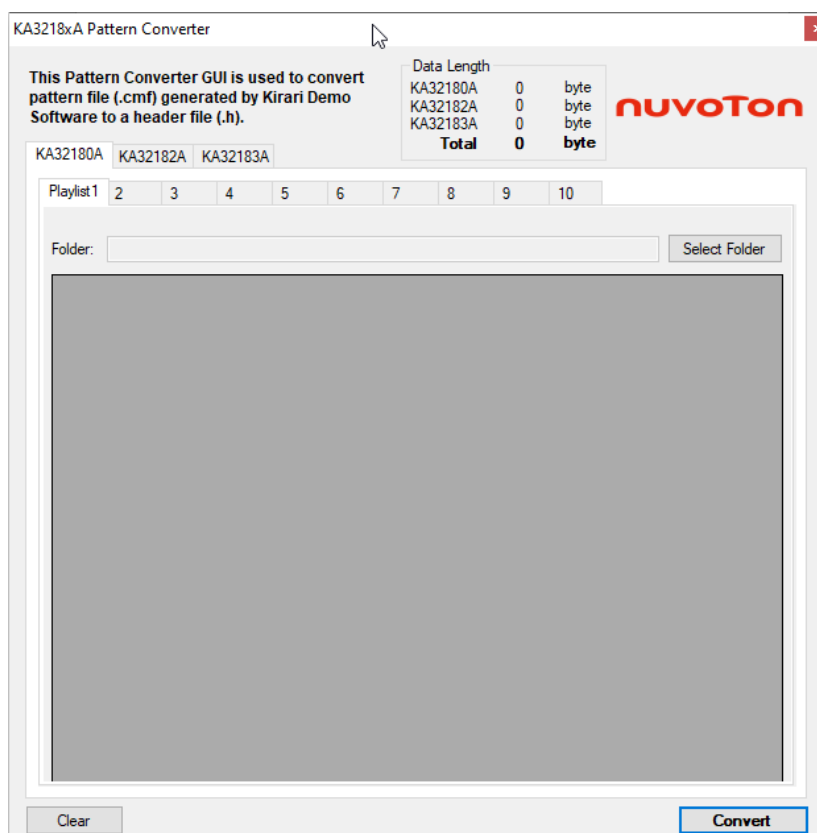 KA3218xA Pattern Converter
This Pattern Converter GUI is used to convert
pattern file (.cmf) generated by Kirari Demo
Software to a header file (.h).
Data Length
KA32180A 0 byte
KA32182A 0 byte
KA32183A 0 byte
Total 0 byte
nuvoTon
KA32180A KA32182A KA32183A
Playlist1 2 3 4 5 6 7 8 9 10
Folder: Select Folder
Clear Convert